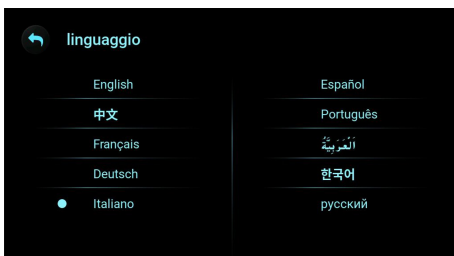 linguaggio
English
中文
Français
Deutsch
Italiano
Español
Português
اَلْعَرَبِيَّةُ
한국어
русский